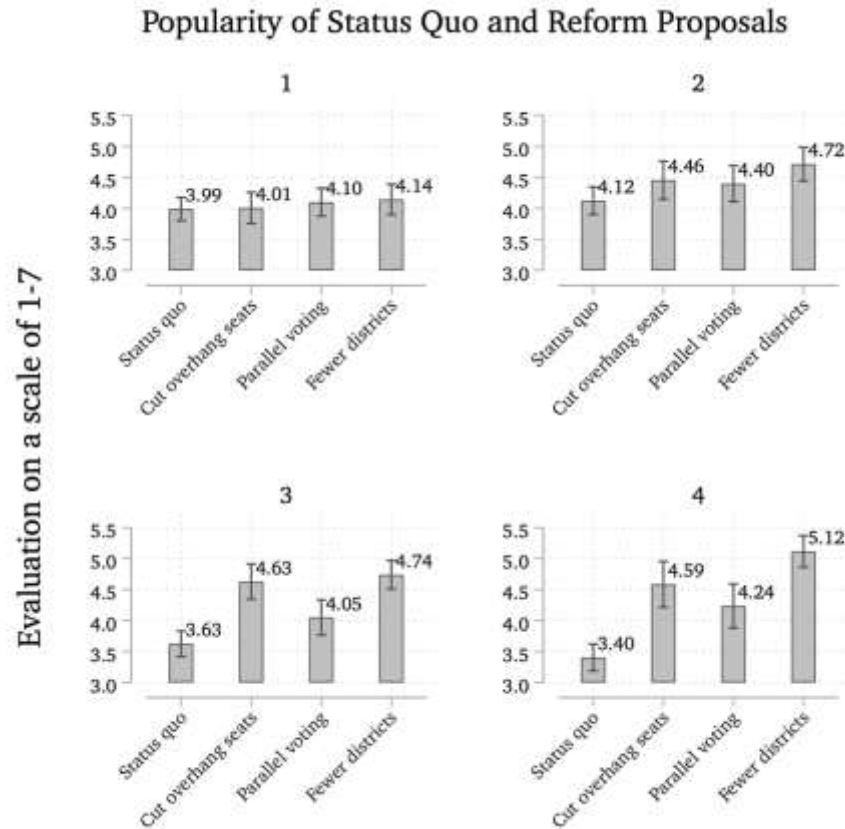 Popularity of Status Quo and Reform Proposals
Evaluation on a scale of 1-7
1
5.5
5.0
4.5
4.0
3.5
3.0
3.99
4.01
4.10
4.14
Status quo
Cut overhang seats
Parallel voting
Fewer districts
2
5.5
5.0
4.5
4.0
3.5
3.0
4.12
4.46
4.40
4.72
Status quo
Cut overhang seats
Parallel voting
Fewer districts
3
5.5
5.0
4.5
4.0
3.5
3.0
3.63
4.63
4.05
4.74
Status quo
Cut overhang seats
Parallel voting
Fewer districts
4
5.5
5.0
4.5
4.0
3.5
3.0
3.40
4.59
4.24
5.12
Status quo
Cut overhang seats
Parallel voting
Fewer districts